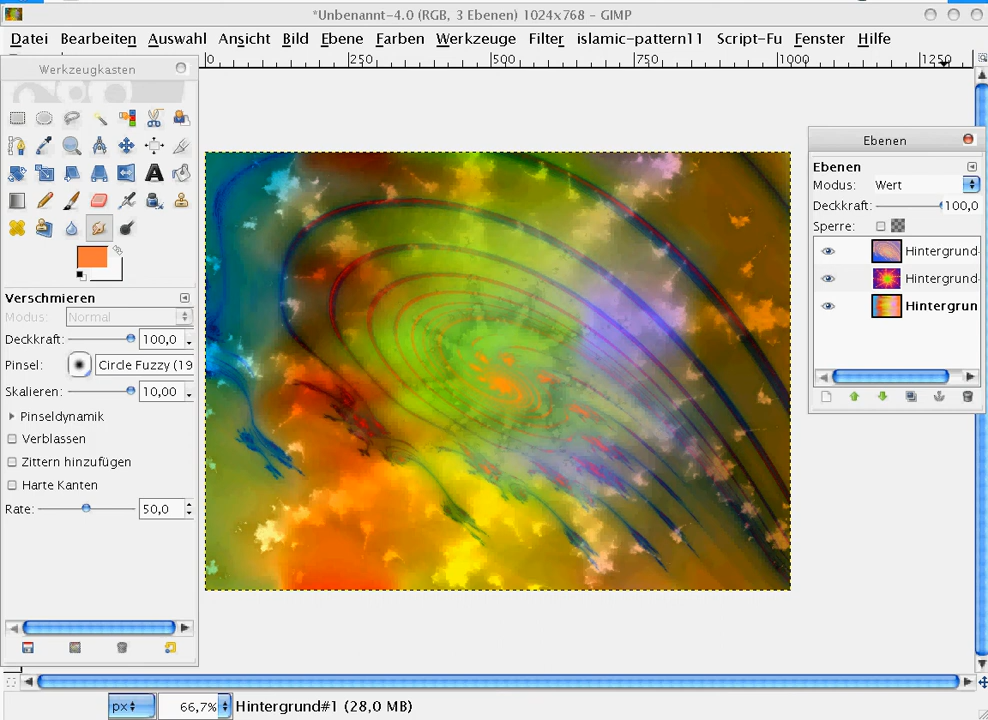 *Unbenannt-4.0 (RGB, 3 Ebenen) 1024x768 – GIMP
Datei Bearbeiten Auswahl Ansicht Bild Ebene Farben Werkzeuge Filter islamic-pattern11 Script-Fu Fenster Hilfe
Werkzeugkasten
0 250 500 750 1000 1250
Ebenen
Ebenen
Modus: Wert
Deckkraft: 100,0
Sperre:
Hintergrund
Hintergrund
Hintergrun
Verschmieren
Modus: Normal
Deckkraft: 100,0
Pinsel: Circle Fuzzy (19
Skalieren: 10,00
Pinseldynamik
Verblassen
Zittern hinzufügen
Harte Kanten
Rate: 50,0
px 66,7% Hintergrund#1 (28,0 MB)